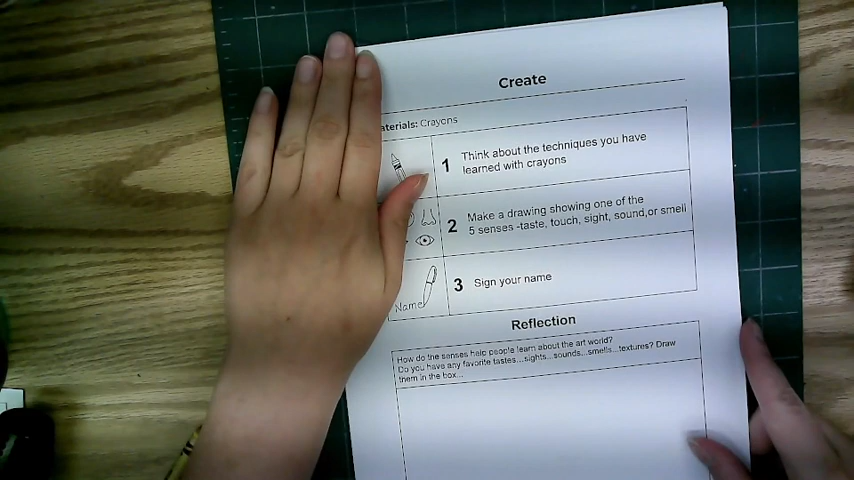 Create
aterials: Crayons
1 Think about the techniques you have
learned with crayons
2 Make a drawing showing one of the
5 senses -taste, touch, sight, sound,or smell
Name
3 Sign your name
Reflection
How do the senses help people learn about the art world?
Do you have any favorite tastes...sights...sounds...smells...textures? Draw
them in the box...